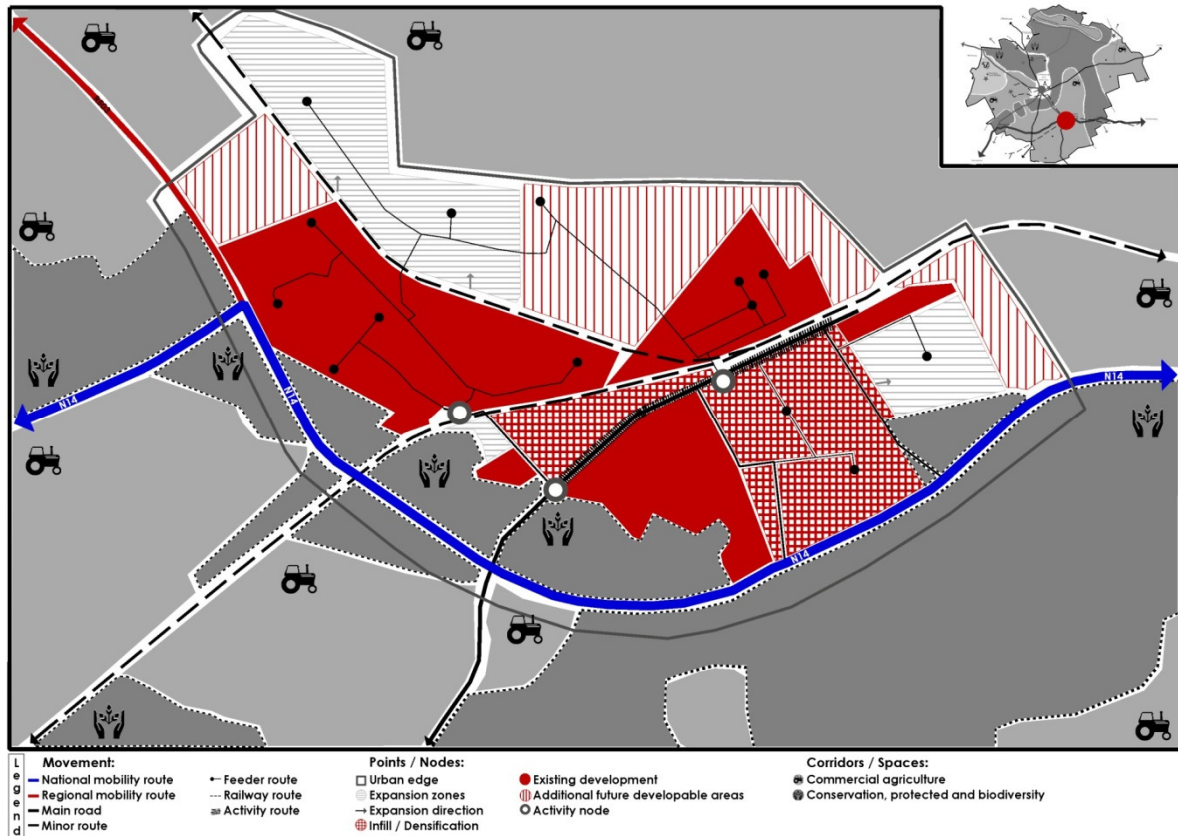 N14
N14
N14
Legend
Movement:
National mobility route
Regional mobility route
Main road
Minor route
Feeder route
Railway route
Activity route
Points / Nodes:
Urban edge
Expansion zones
Expansion direction
Infill / Densification
Existing development
Additional future developable areas
Activity node
Corridors / Spaces:
Commercial agriculture
Conservation, protected and biodiversity